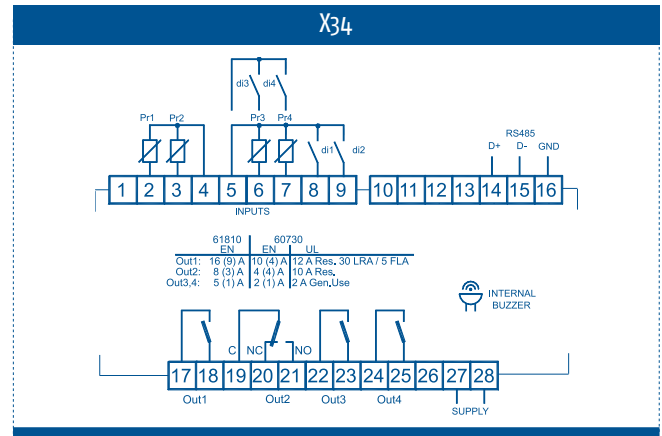 X34
di3 di4
Pr1 Pr2 Pr3 Pr4
di1 di2
RS485
D+ D- GND
1 2 3 4 5 6 7 8 9 10 11 12 13 14 15 16
INPUTS
61810 60730
EN EN UL
Out1: 16 (9) A 10 (4) A 12 A Res. 30 LRA / 5 FLA
Out2: 8 (3) A 4 (4) A 10 A Res.
Out3,4: 5 (1) A 2 (1) A 2 A Gen.Use
INTERNAL
BUZZER
C NC NO
17 18 19 20 21 22 23 24 25 26 27 28
Out1 Out2 Out3 Out4
SUPPLY